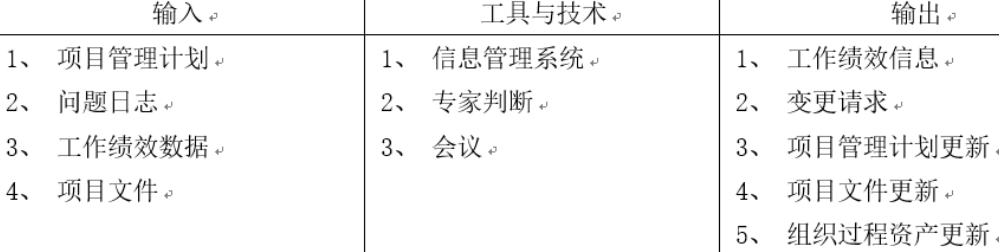 输入 工具与技术 输出
1、 项目管理计划 1、 信息管理系统 1、 工作绩效信息
2、 问题日志 2、 专家判断 2、 变更请求
3、 工作绩效数据 3、 会议 3、 项目管理计划更新
4、 项目文件 4、 项目文件更新
5、 组织过程资产更新